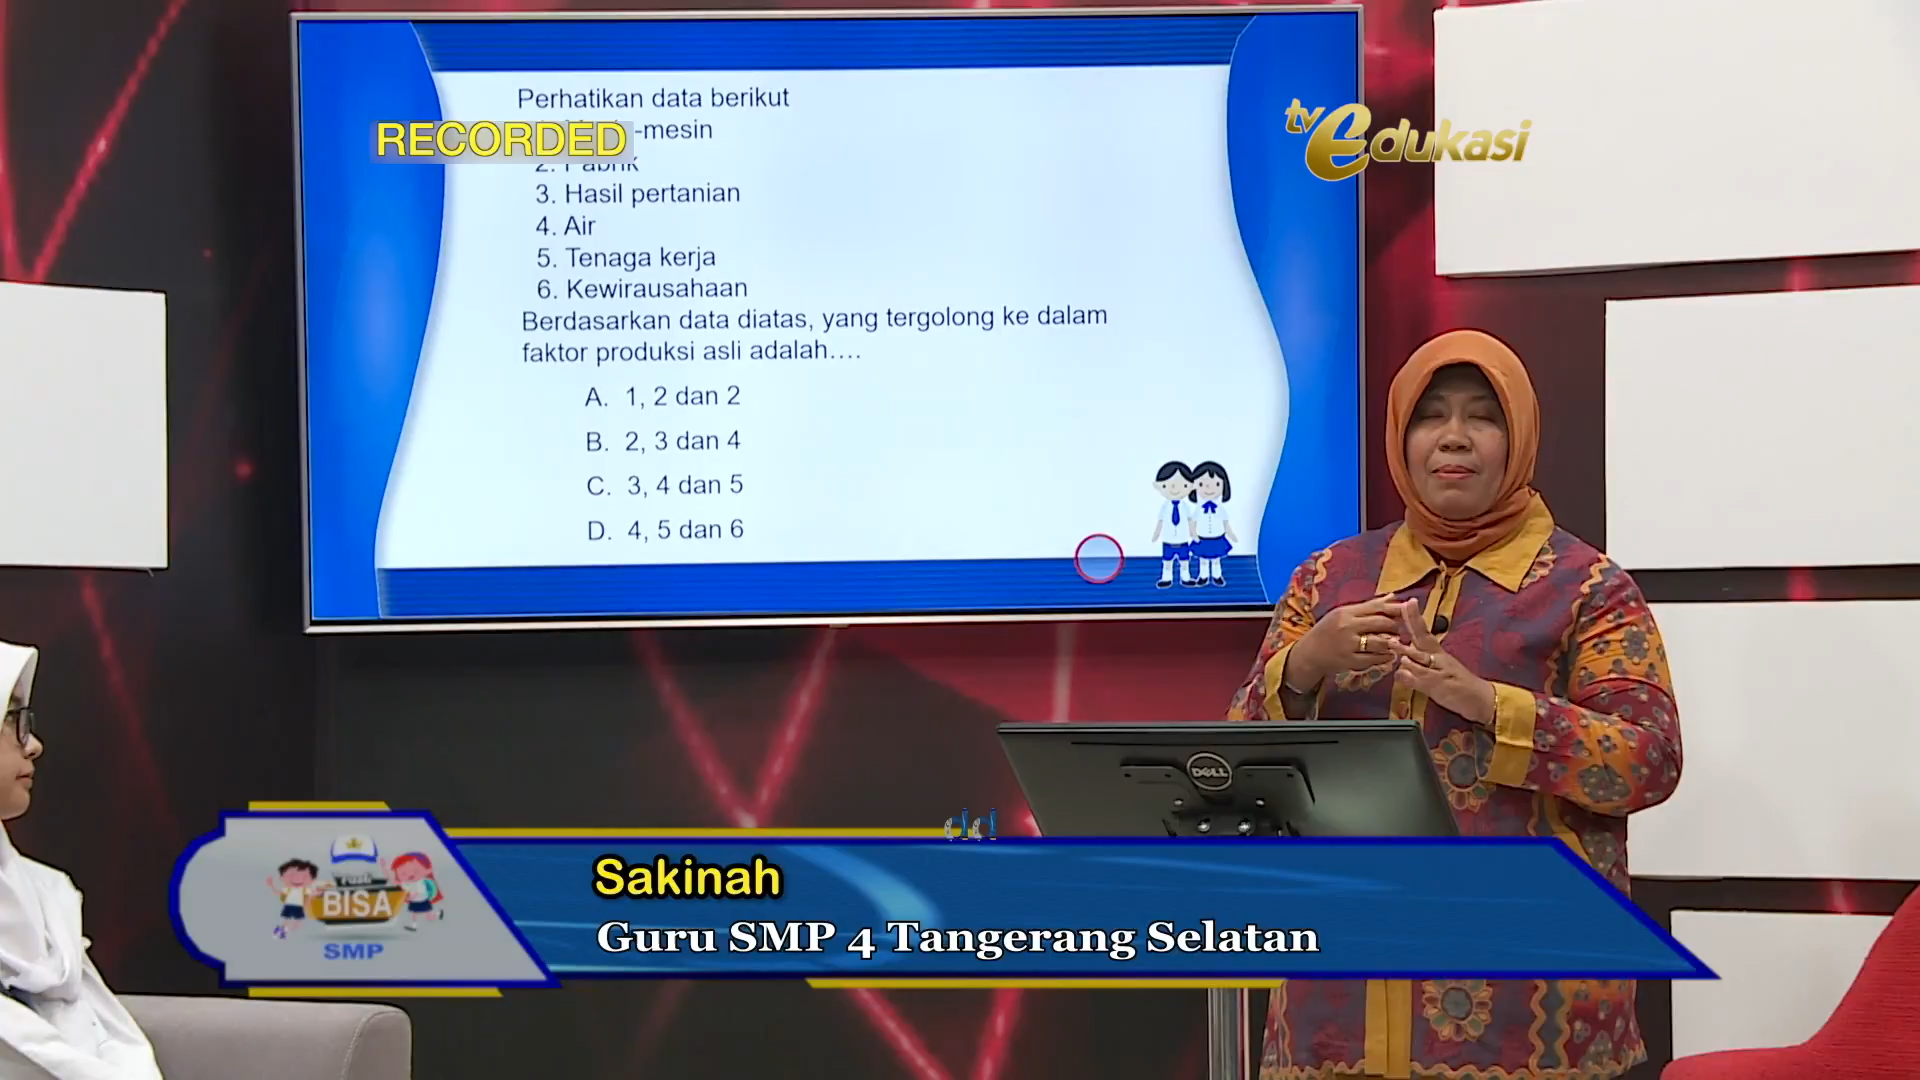 Perhatikan data berikut
-mesin
RECORDED
2. Pabrik
3. Hasil pertanian
4. Air
5. Tenaga kerja
6. Kewirausahaan
Berdasarkan data diatas, yang tergolong ke dalam
faktor produksi asli adalah....
A. 1, 2 dan 2
B. 2, 3 dan 4
C. 3, 4 dan 5
D. 4, 5 dan 6
tv edukasi
DELL
BISA
SMP
Sakinah
Guru SMP 4 Tangerang Selatan